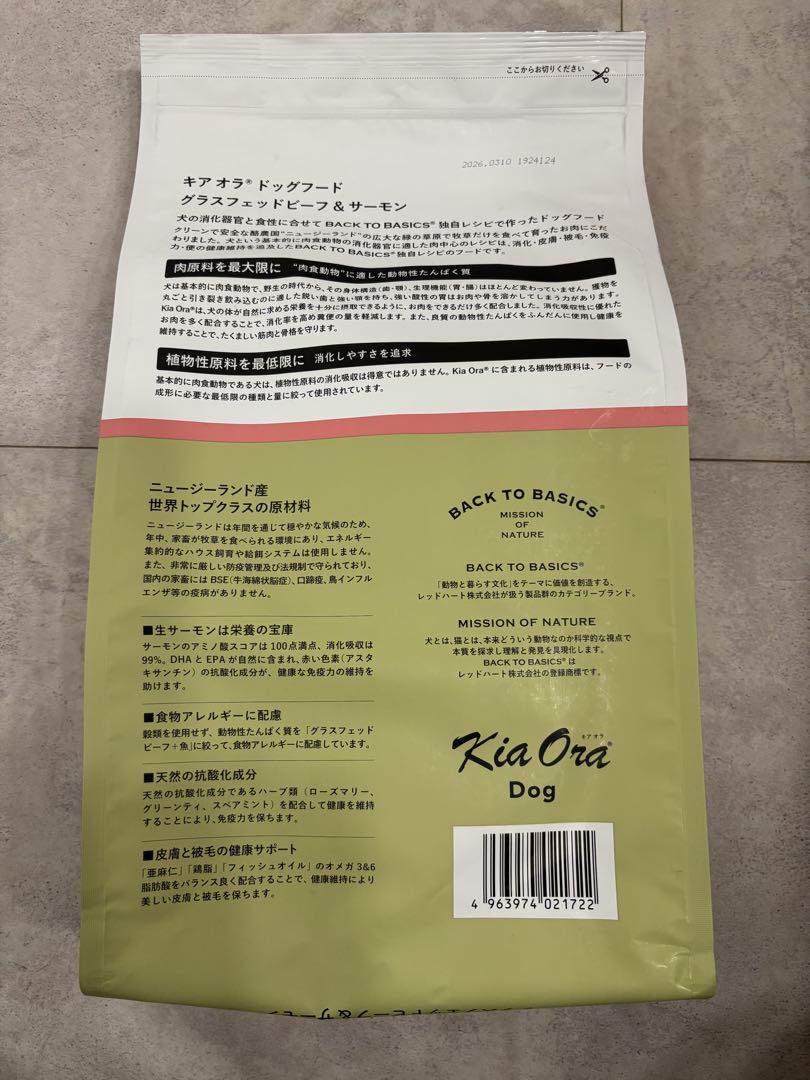 ここからお切りください
2026.0310 1924124
キア オラ® ドッグフード
グラスフェッドビーフ & サーモン
犬の消化器官と食性に合せて BACK TO BASICS® 独自レシピで作ったドッグフード
クリーンで安全な酪農国"ニュージーランド"の広大な緑の草原で牧草だけを食べて育ったお肉にこだ
わりました。犬という基本的に肉食動物の消化器官に適した肉中心のレシピは、消化・皮膚・被毛・免疫
力・便の健康維持を追及したBACK TO BASICS®独自レシピのフードです。
肉原料を最大限に "肉食動物"に適した動物性たんぱく質
犬は基本的に肉食動物で、野生の時代から、その身体構造(歯・顎)、生理機能(胃・腸)はほとんど変わっていません。獲物を
丸ごと引き裂き飲み込むのに適した鋭い歯と強い顎を持ち、強い酸性の胃はお肉や骨を溶かしてしまう力があります。
Kia Ora®は、犬の体が自然に求める栄養を十分に摂取できるように、お肉をできるだけ多く配合しました。消化吸収性に優れた
お肉を多く配合することで、消化率を高め糞便の量を軽減します。また、良質の動物性たんぱくをふんだんに使用し健康を
維持することで、たくましい筋肉と骨格を守ります。
植物性原料を最低限に 消化しやすさを追求
基本的に肉食動物である犬は、植物性原料の消化吸収は得意ではありません。Kia Ora® に含まれる植物性原料は、フードの
成形に必要な最低限の種類と量に絞って使用されています。
ニュージーランド産
世界トップクラスの原材料
ニュージーランドは年間を通じて穏やかな気候のため、
年中、家畜が牧草を食べられる環境にあり、エネルギー
集約的なハウス飼育や給餌システムは使用しません。
また、非常に厳しい防疫管理及び法規制で守られており、
国内の家畜には BSE(牛海綿状脳症)、口蹄疫、鳥インフル
エンザ等の疫病がありません。
■生サーモンは栄養の宝庫
サーモンのアミノ酸スコアは 100点満点、消化吸収は
99%。DHA と EPA が自然に含まれ、赤い色素(アスタ
キサンチン)の抗酸化成分が、健康な免疫力の維持を
助けます。
■食物アレルギーに配慮
穀類を使用せず、動物性たんぱく質を「グラスフェッド
ビーフ+魚」に絞って、食物アレルギーに配慮しています。
■天然の抗酸化成分
天然の抗酸化成分であるハーブ類(ローズマリー、
グリーンティ、スペアミント)を配合して健康を維持
することにより、免疫力を保ちます。
■皮膚と被毛の健康サポート
「亜麻仁」「鶏脂」「フィッシュオイル」のオメガ 3&6
脂肪酸をバランス良く配合することで、健康維持により
美しい皮膚と被毛を保ちます。
BACK TO BASICS®
MISSION
OF
NATURE
BACK TO BASICS®
「動物と暮らす文化」をテーマに価値を創造する、
レッドハート株式会社が扱う製品群のカテゴリーブランド。
MISSION OF NATURE
犬とは、猫とは、本来どういう動物なのか科学的な視点で
本質を探求し理解と発見を具現化します。
BACK TO BASICS® は
レッドハート株式会社の登録商標です。
キア オラ
Kia Ora®
Dog
4 963974 021722
グラスフェッドビーフ & サーモン